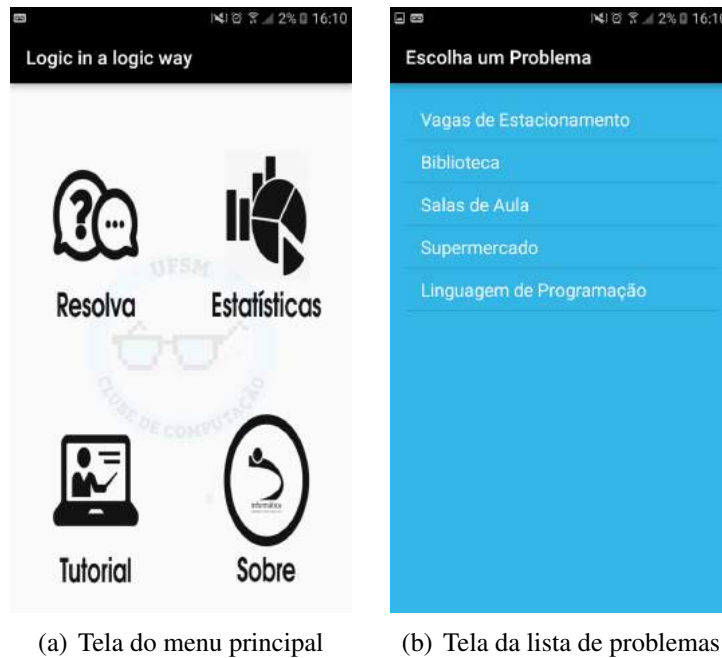 2% 16:10
Logic in a logic way
Resolva
Estatísticas
UFSM
CLUBE DE COMPUTAÇÃO
Tutorial
Sobre
informática
(a) Tela do menu principal
2% 16:10
Escolha um Problema
Vagas de Estacionamento
Biblioteca
Salas de Aula
Supermercado
Linguagem de Programação
(b) Tela da lista de problemas